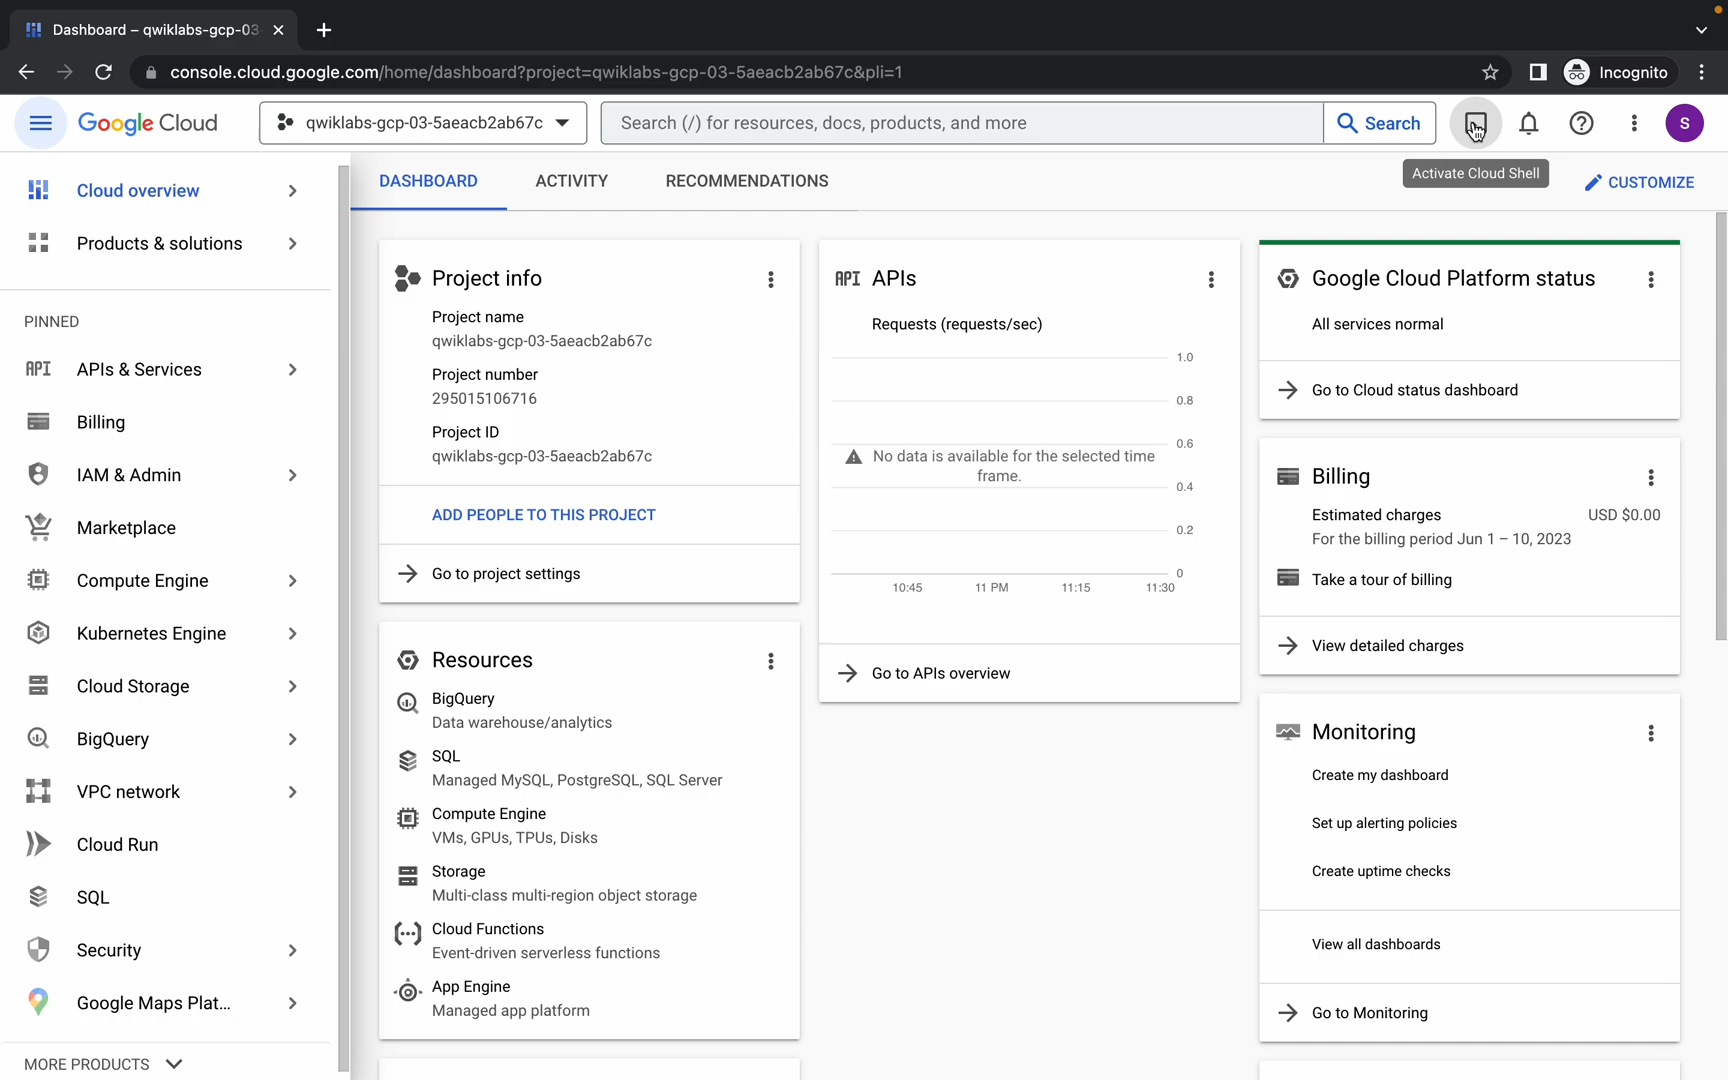 Dashboard – qwiklabs-gcp-03
console.cloud.google.com/home/dashboard?project=qwiklabs-gcp-03-5aeacb2ab67c&pli=1
Incognito
Google Cloud
qwiklabs-gcp-03-5aeacb2ab67c
Search (/) for resources, docs, products, and more
Search
S
Activate Cloud Shell
Cloud overview
Products & solutions
PINNED
APIs & Services
Billing
IAM & Admin
Marketplace
Compute Engine
Kubernetes Engine
Cloud Storage
BigQuery
VPC network
Cloud Run
SQL
Security
Google Maps Plat...
MORE PRODUCTS
DASHBOARD
ACTIVITY
RECOMMENDATIONS
CUSTOMIZE
Project info
Project name
qwiklabs-gcp-03-5aeacb2ab67c
Project number
295015106716
Project ID
qwiklabs-gcp-03-5aeacb2ab67c
ADD PEOPLE TO THIS PROJECT
Go to project settings
Resources
BigQuery
Data warehouse/analytics
SQL
Managed MySQL, PostgreSQL, SQL Server
Compute Engine
VMs, GPUs, TPUs, Disks
Storage
Multi-class multi-region object storage
Cloud Functions
Event-driven serverless functions
App Engine
Managed app platform
API APIs
Requests (requests/sec)
1.0
0.8
0.6
No data is available for the selected time
frame.
0.4
0.2
0
10:45 11 PM 11:15 11:30
Go to APIs overview
Google Cloud Platform status
All services normal
Go to Cloud status dashboard
Billing
Estimated charges USD $0.00
For the billing period Jun 1 – 10, 2023
Take a tour of billing
View detailed charges
Monitoring
Create my dashboard
Set up alerting policies
Create uptime checks
View all dashboards
Go to Monitoring